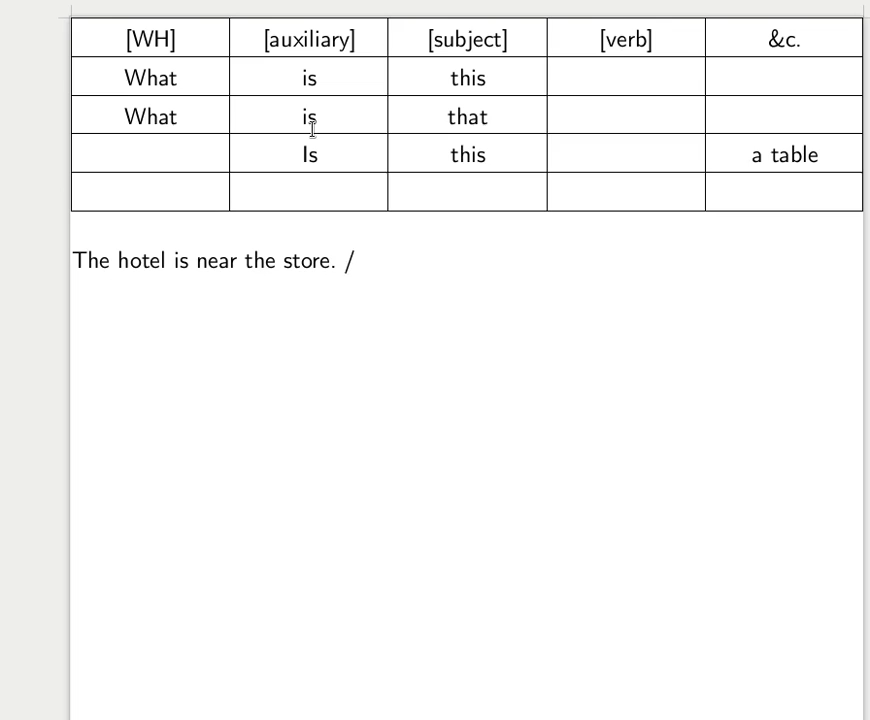 [WH] [auxiliary] [subject] [verb] &c.
What is this
What is that
Is this a table
The hotel is near the store. /